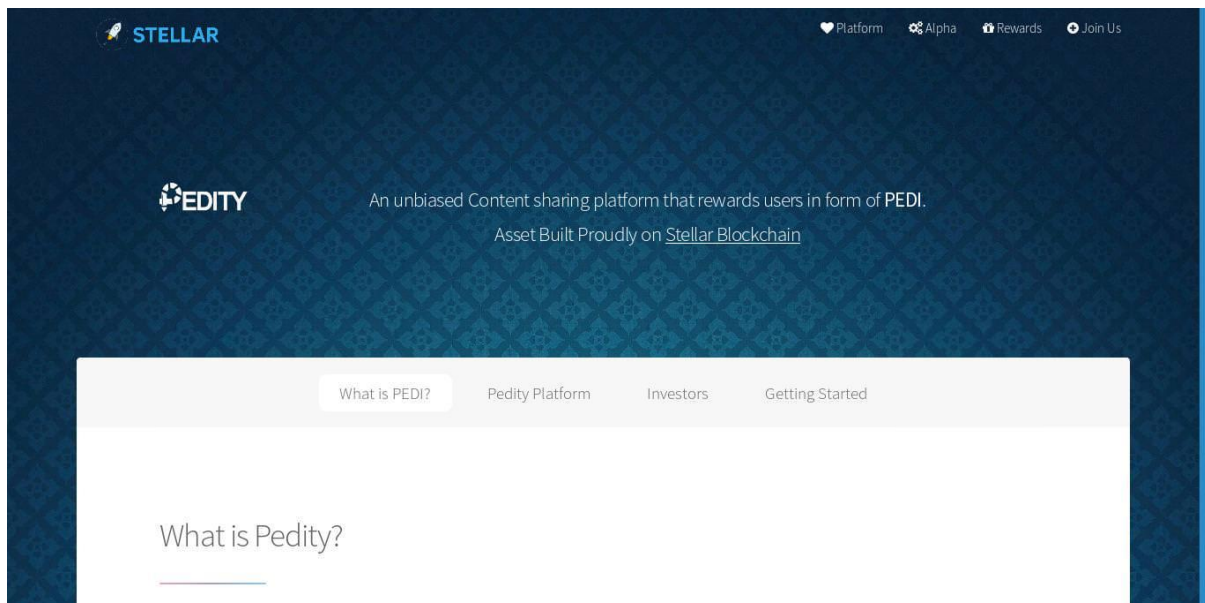 STELLAR
Platform Alpha Rewards Join Us
PEDITY
An unbiased Content sharing platform that rewards users in form of PEDI.
Asset Built Proudly on Stellar Blockchain
What is PEDI? Pedity Platform Investors Getting Started
What is Pedity?